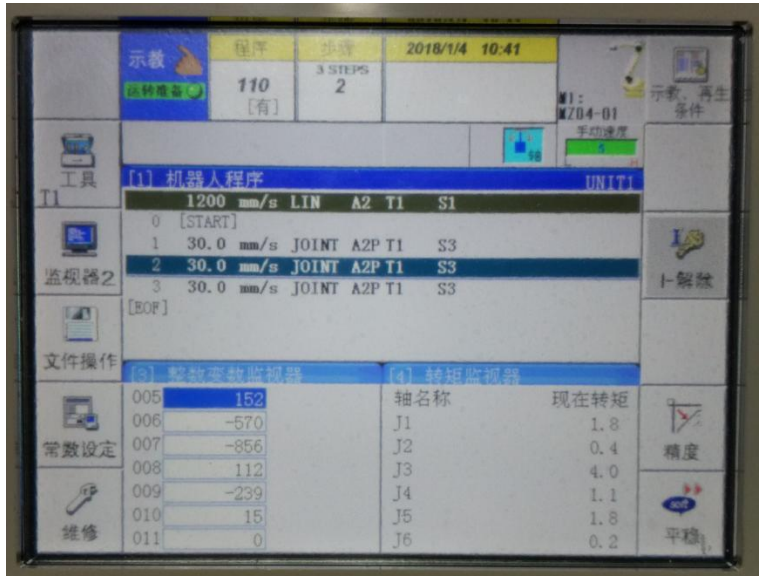 示教
程序
步骤
2018/1/4 10:41
运转准备
110
[有]
3 STEPS
2
M1:
MZ04-01
示教、再生
条件
轴
手动速度
5
L
H
工具
T1
[1] 机器人程序
UNIT1
1200 mm/s LIN A2 T1 S1
0 [START]
1 30.0 mm/s JOINT A2P T1 S3
2 30.0 mm/s JOINT A2P T1 S3
3 30.0 mm/s JOINT A2P T1 S3
[EOF]
监视器2
I-解除
文件操作
[3] 整数变数监视器
005 152
006 -570
007 -856
008 112
009 -239
010 15
011 0
[4] 转矩监视器
轴名称 现在转矩
J1 1.8
J2 0.4
J3 4.0
J4 1.1
J5 1.8
J6 0.2
常数设定
精度
维修
soft
平稳